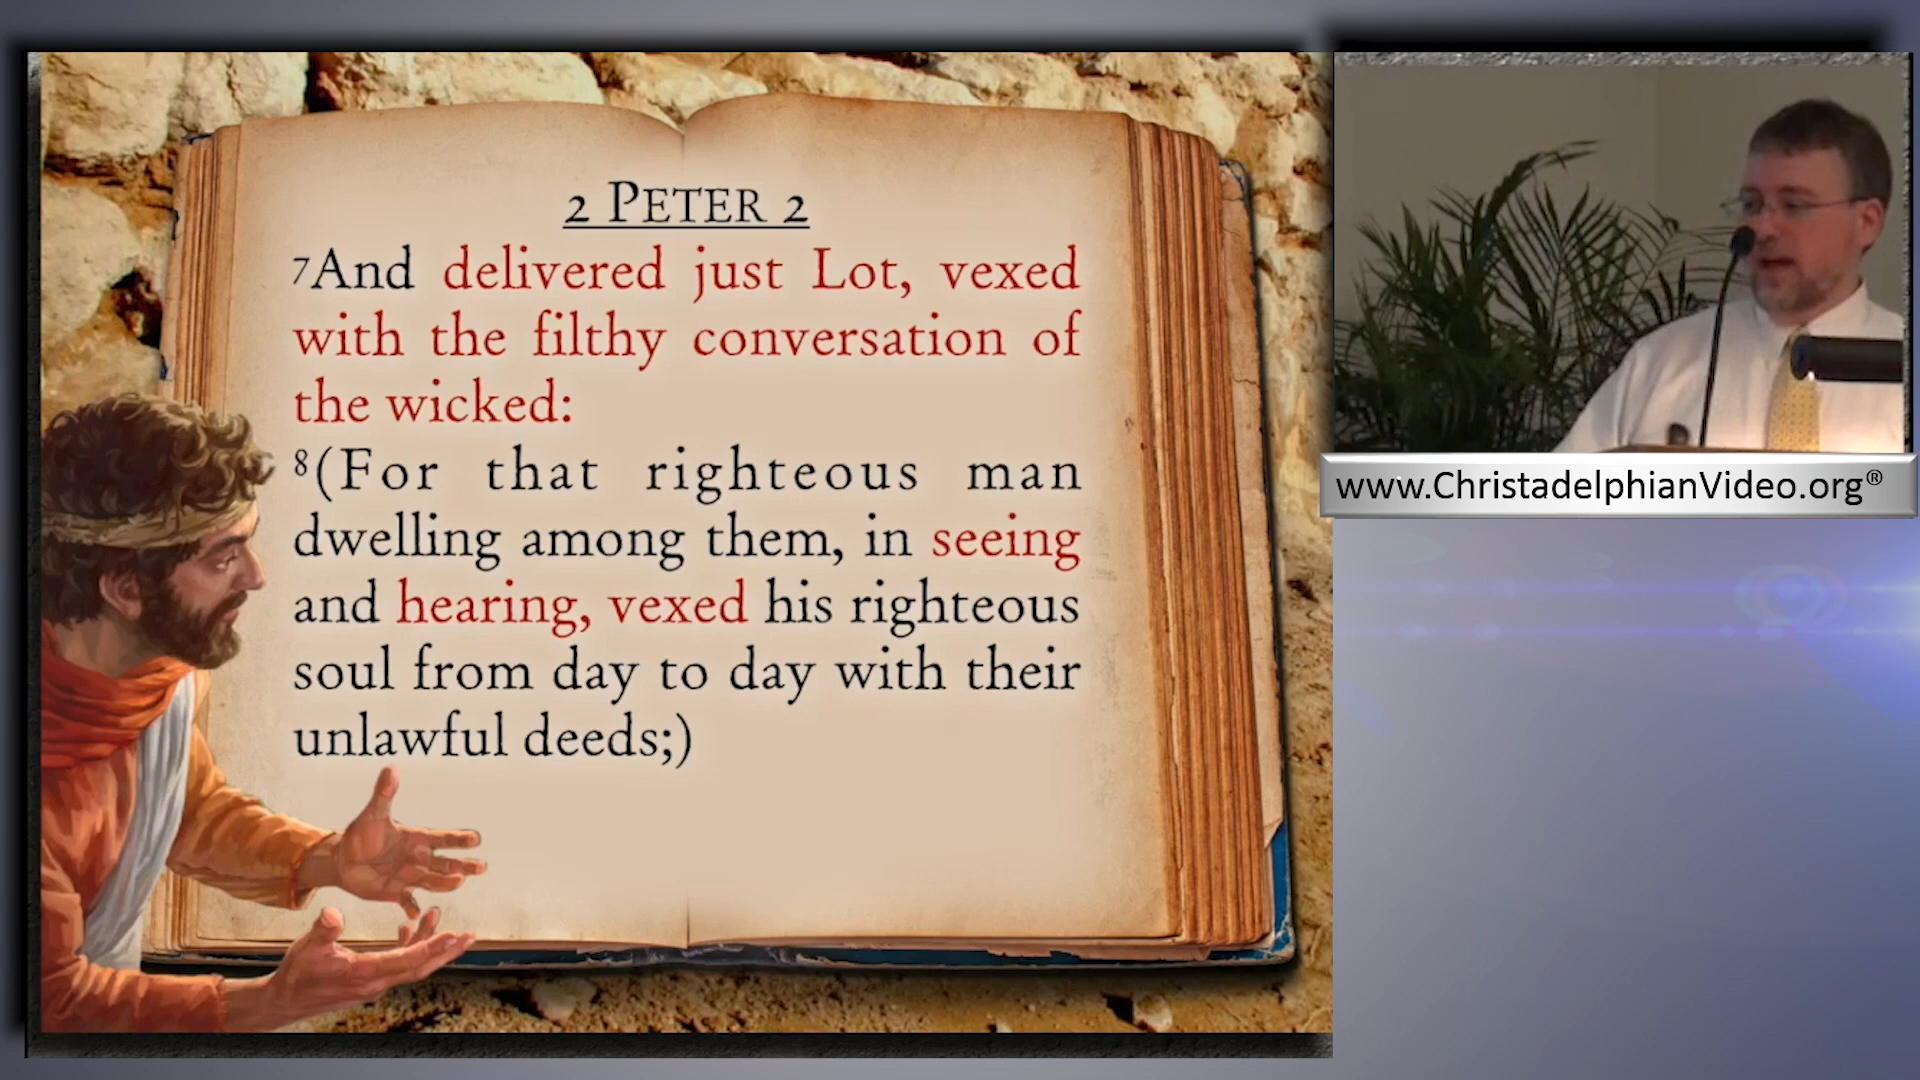 2 PETER 2
7And delivered just Lot, vexed
with the filthy conversation of
the wicked:
8(For that righteous man
dwelling among them, in seeing
and hearing, vexed his righteous
soul from day to day with their
unlawful deeds;)
www.ChristadelphianVideo.org®